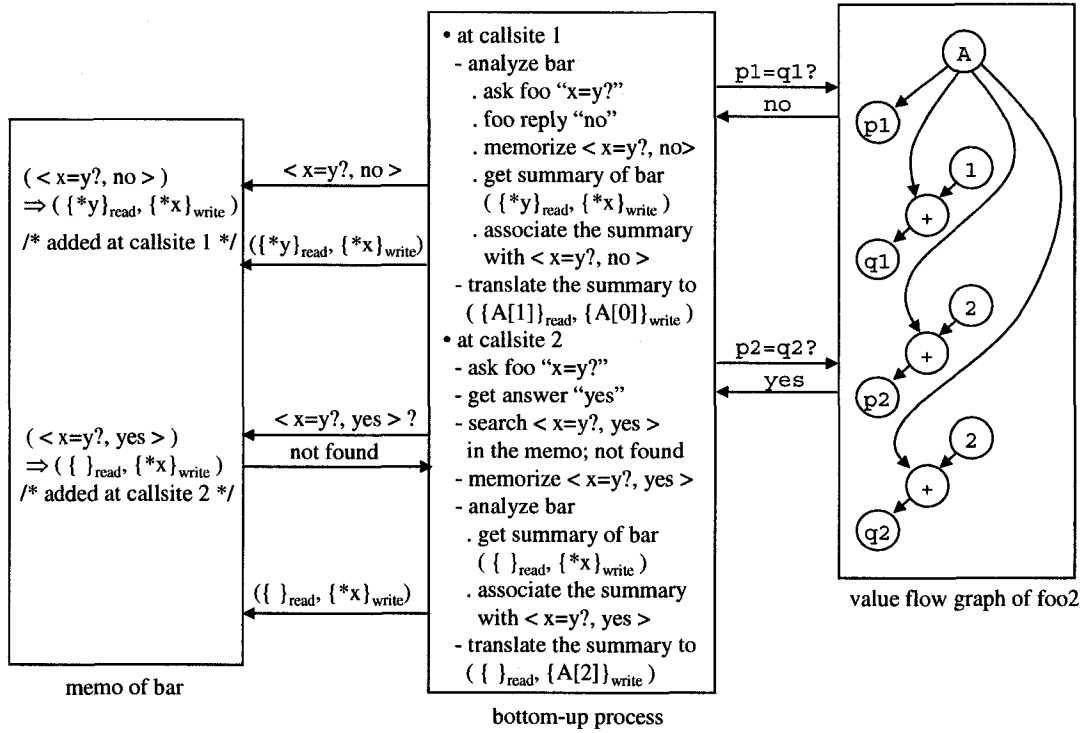 ( < x=y?, no > )
⇒ ( {*y}read, {*x}write )
/* added at callsite 1 */
( < x=y?, yes > )
⇒ ( { }read, {*x}write )
/* added at callsite 2 */
memo of bar
< x=y?, no >
({*y}read, {*x}write)
< x=y?, yes > ?
not found
({ }read, {*x}write)
• at callsite 1
- analyze bar
. ask foo “x=y?”
. foo reply “no”
. memorize < x=y?, no>
. get summary of bar
( {*y}read, {*x}write )
. associate the summary
with < x=y?, no >
- translate the summary to
( {A[1]}read, {A[0]}write )
• at callsite 2
- ask foo “x=y?”
- get answer “yes”
- search < x=y?, yes >
in the memo; not found
- memorize < x=y?, yes >
- analyze bar
. get summary of bar
( { }read, {*x}write )
. associate the summary
with < x=y?, yes >
- translate the summary to
( { }read, {A[2]}write )
bottom-up process
p1=q1?
no
p2=q2?
yes
A
p1
1
+
q1
2
+
p2
2
+
q2
value flow graph of foo2